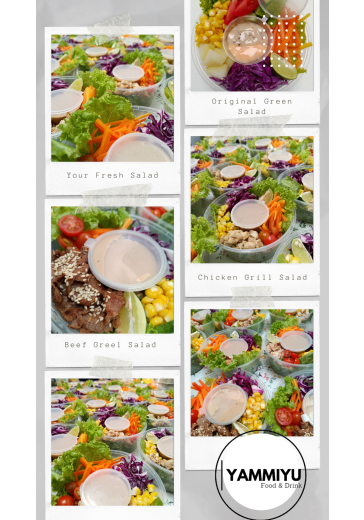 Original Green
Salad
Your Fresh Salad
Chicken Grill Salad
Beef Greel Salad
YAMMIYU
Food & Drink